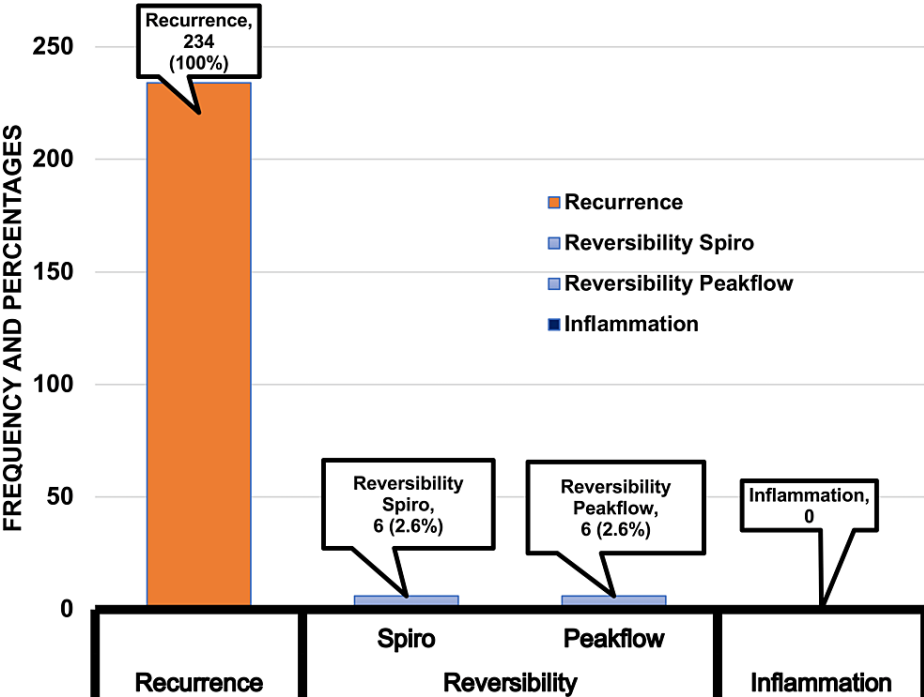 FREQUENCY AND PERCENTAGES
250
200
150
100
50
0
Recurrence,
234
(100%)
Reversibility
Spiro,
6 (2.6%)
Reversibility
Peakflow,
6 (2.6%)
Inflammation,
0
Recurrence
Reversibility Spiro
Reversibility Peakflow
Inflammation
Spiro
Peakflow
Recurrence
Reversibility
Inflammation